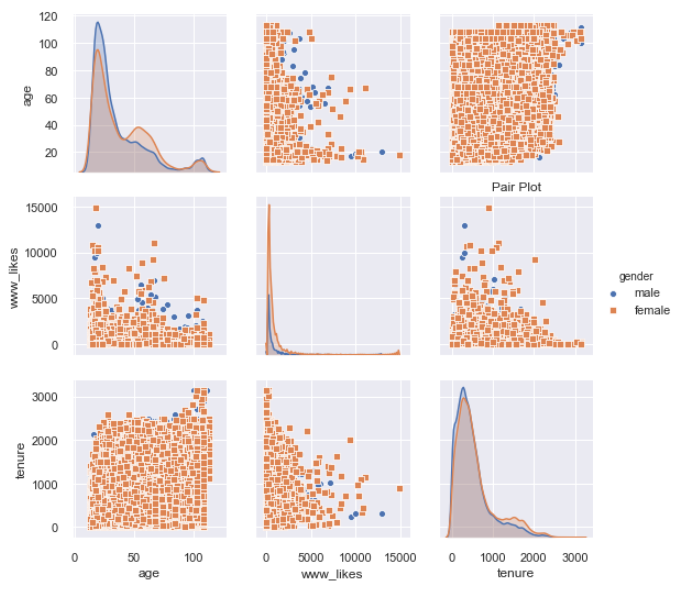 120
100
80
60
40
20
age
Pair Plot
15000
10000
5000
0
www_likes
gender
male
female
3000
2000
1000
0
tenure
0 50 100
age
0 5000 10000 15000
www_likes
0 1000 2000 3000
tenure